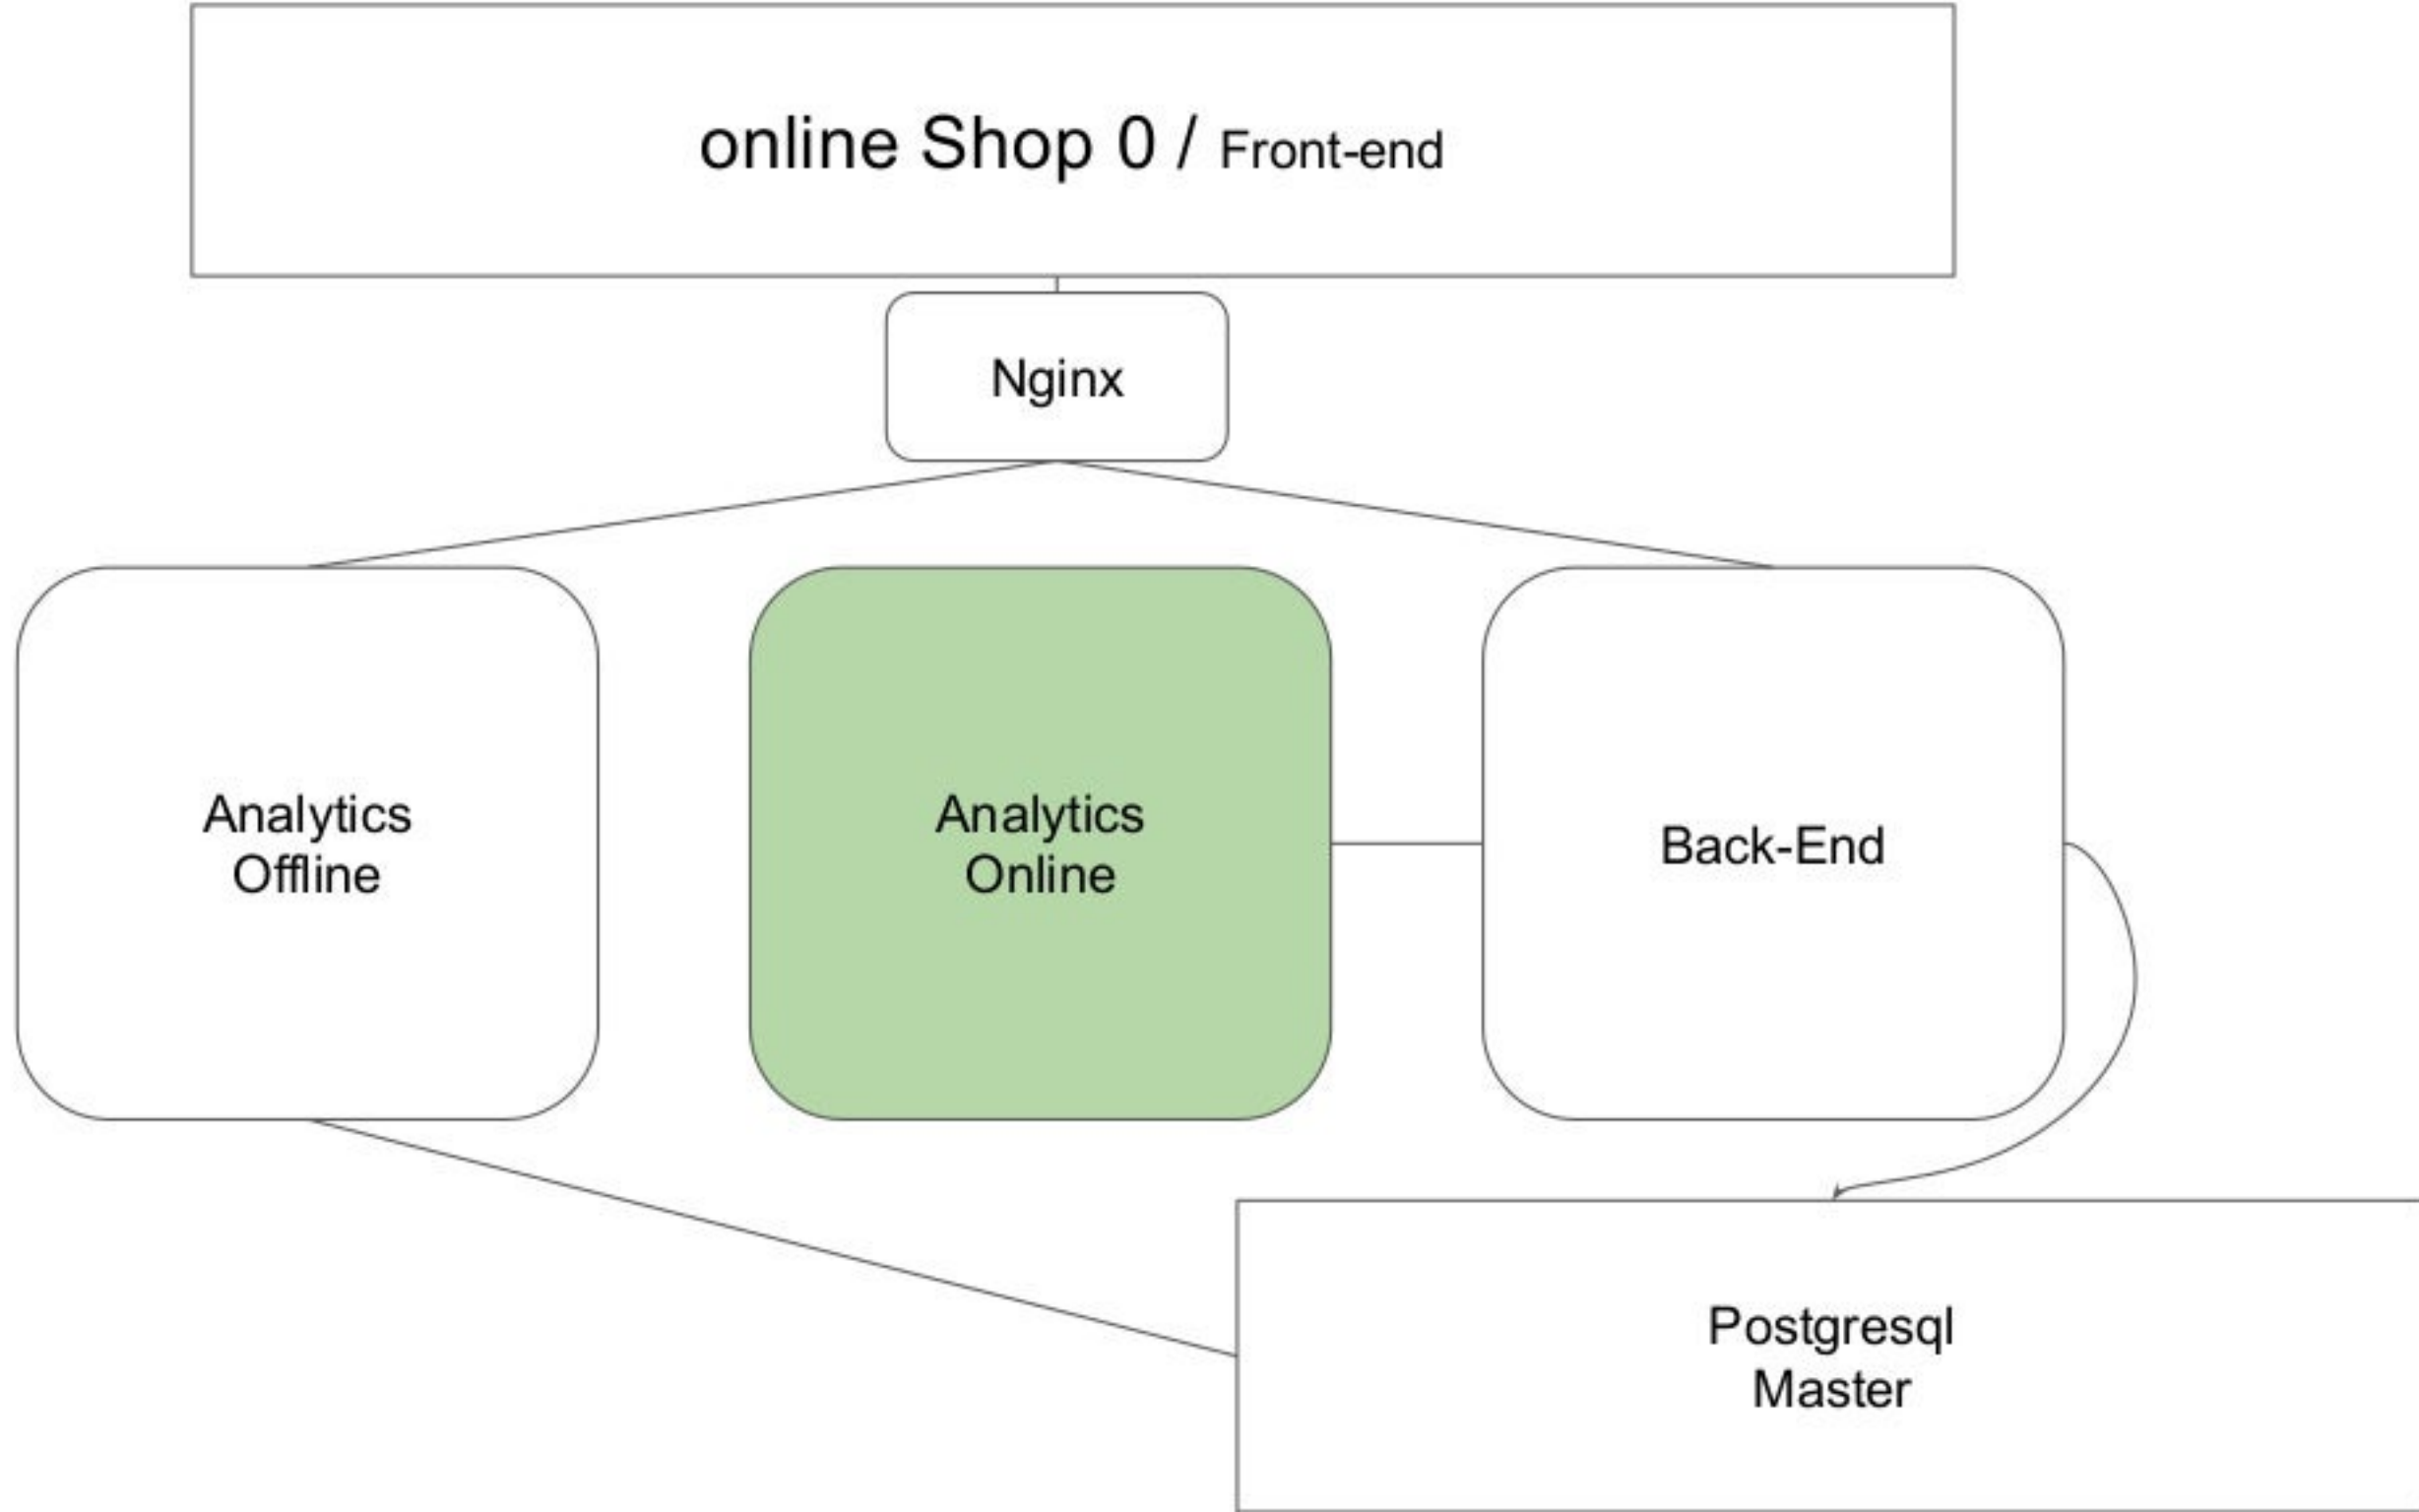 online Shop 0 / Front-end
Nginx
Analytics
Offline
Analytics
Online
Back-End
Postgresql
Master